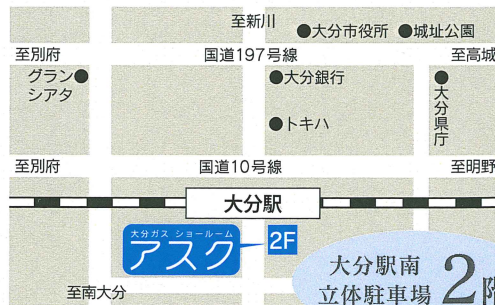 至新川
●大分市役所 ●城址公園
至別府 国道197号線 至高城
グラン●
シアタ
●大分銀行
●大分県庁
●トキハ
至別府 国道10号線 至明野
大分駅
大分ガス ショールーム
アスク
2F
大分駅南
立体駐車場 2階
至南大分